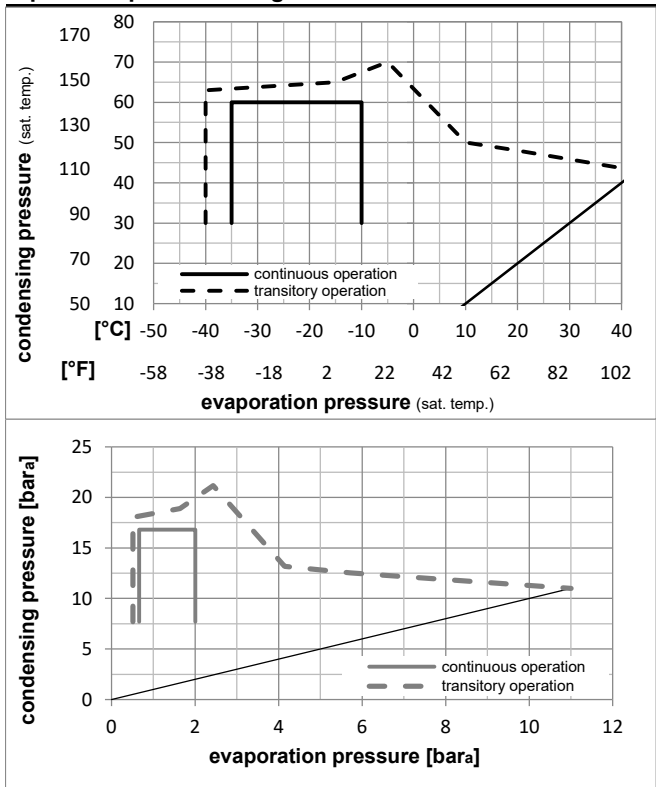 170 80
70
150 60
130 50
110 40
90 30
70 20
50 10
condensing pressure (sat. temp.)
continuous operation
transitory operation
[°C] -50 -40 -30 -20 -10 0 10 20 30 40
[°F] -58 -38 -18 2 22 42 62 82 102
evaporation pressure (sat. temp.)
25
20
15
10
5
0
condensing pressure [bara]
continuous operation
transitory operation
0 2 4 6 8 10 12
evaporation pressure [bara]